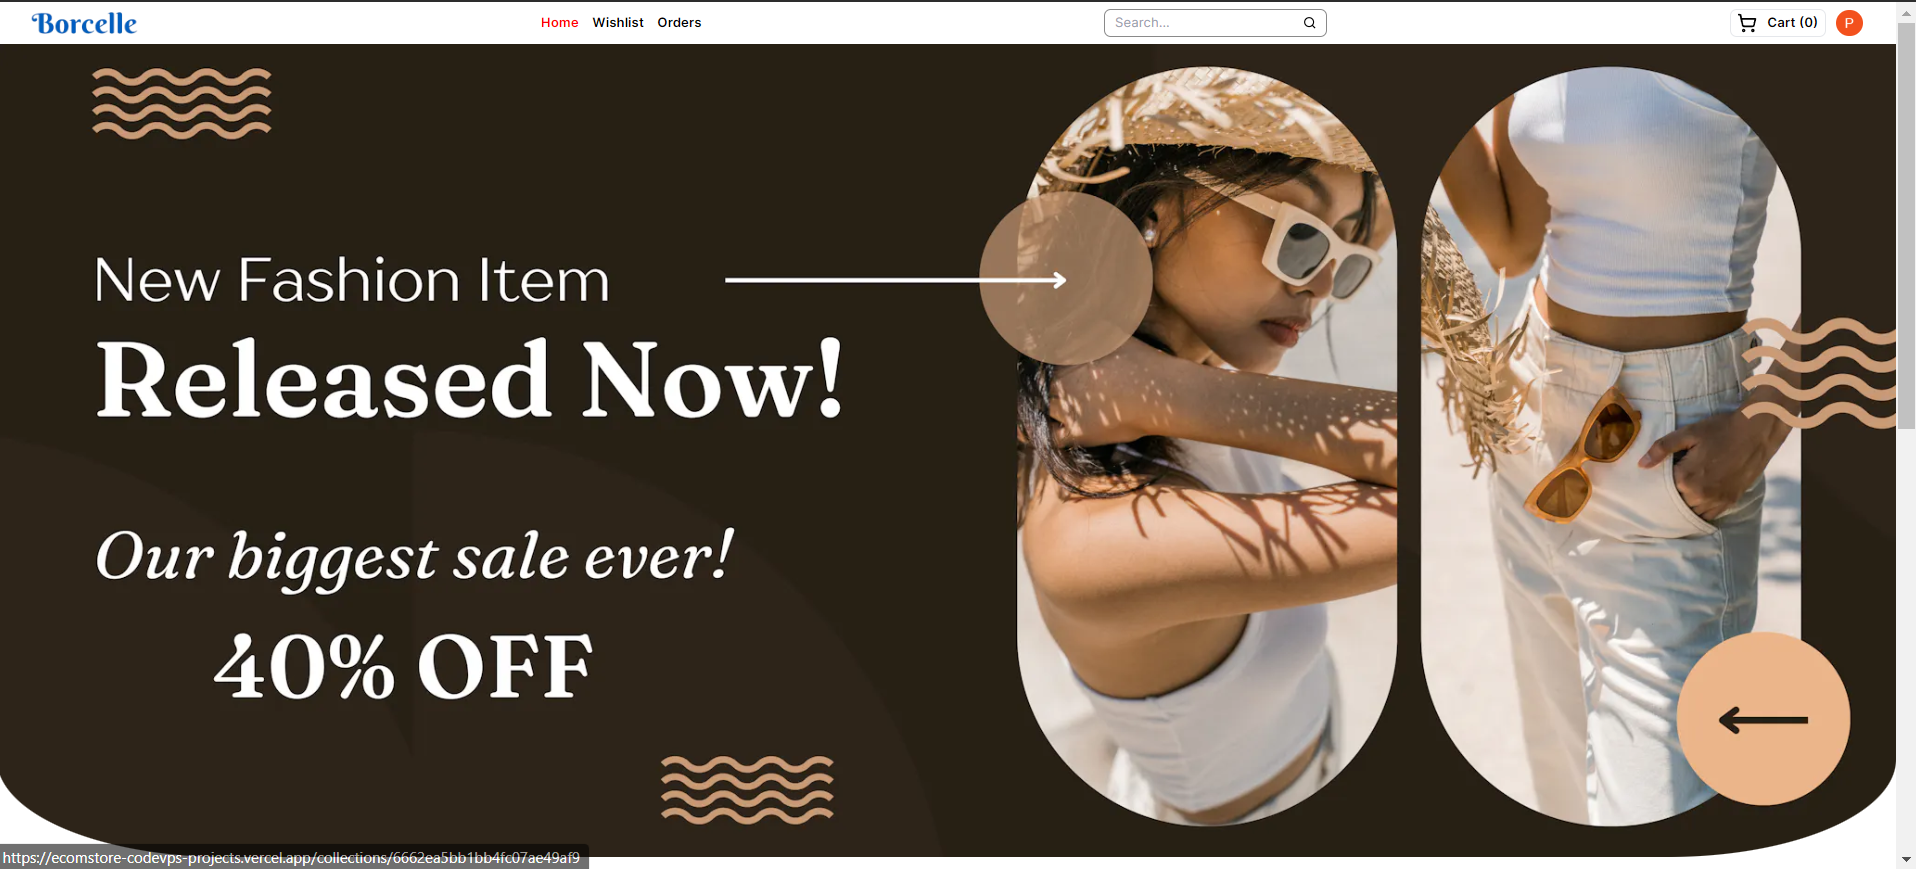 Borcelle
Home Wishlist Orders
Search...
Cart (0) P
New Fashion Item
Released Now!
Our biggest sale ever!
40% OFF
https://ecomstore-codevps-projects.vercel.app/collections/6662ea5bb1bb4fc07ae49af9